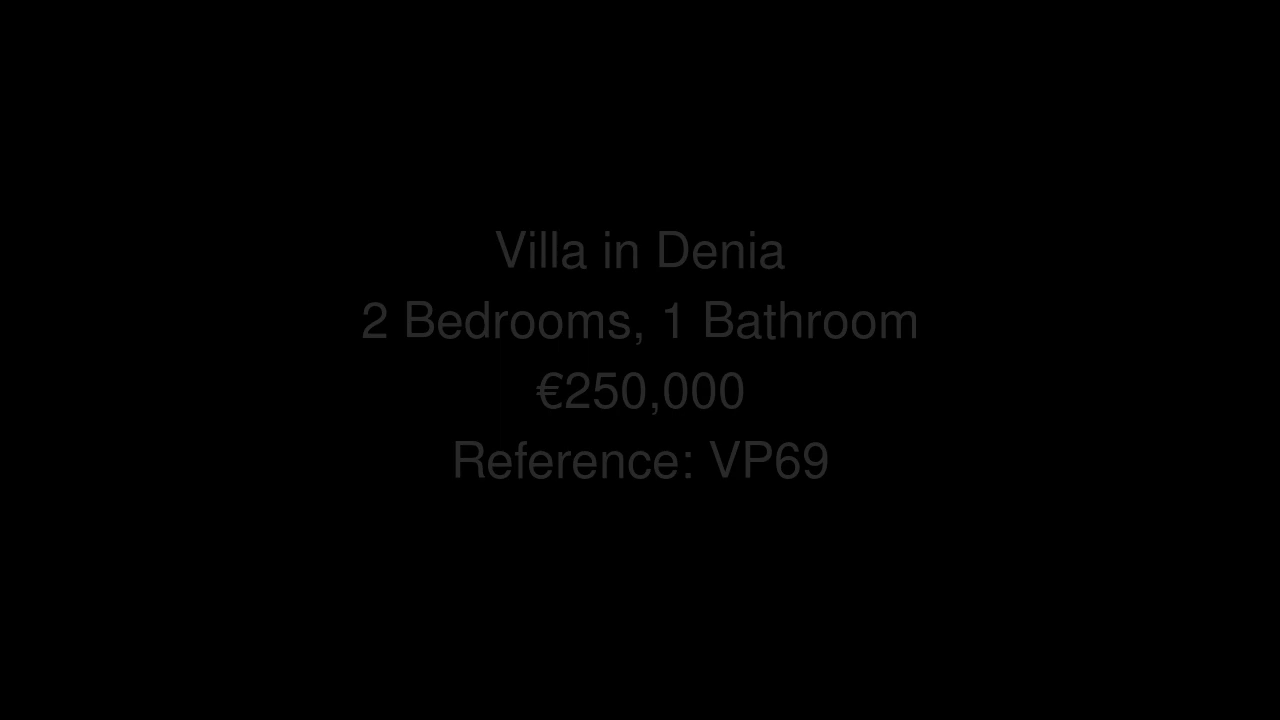 Villa in Denia
2 Bedrooms, 1 Bathroom
€250,000
Reference: VP69